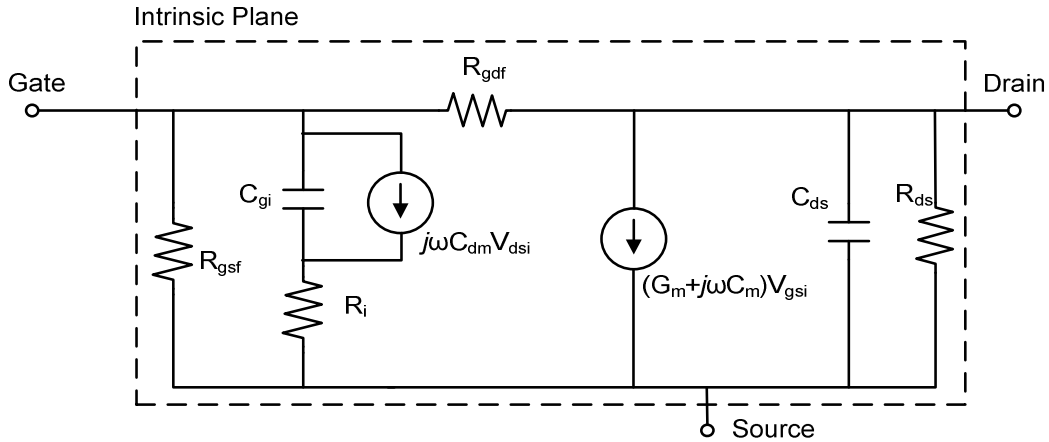 Intrinsic Plane
Gate
Drain
R_gdf
C_gi
C_ds
R_ds
jωC_dmV_dsi
R_gsf
R_i
(G_m+jωC_m)V_gsi
Source